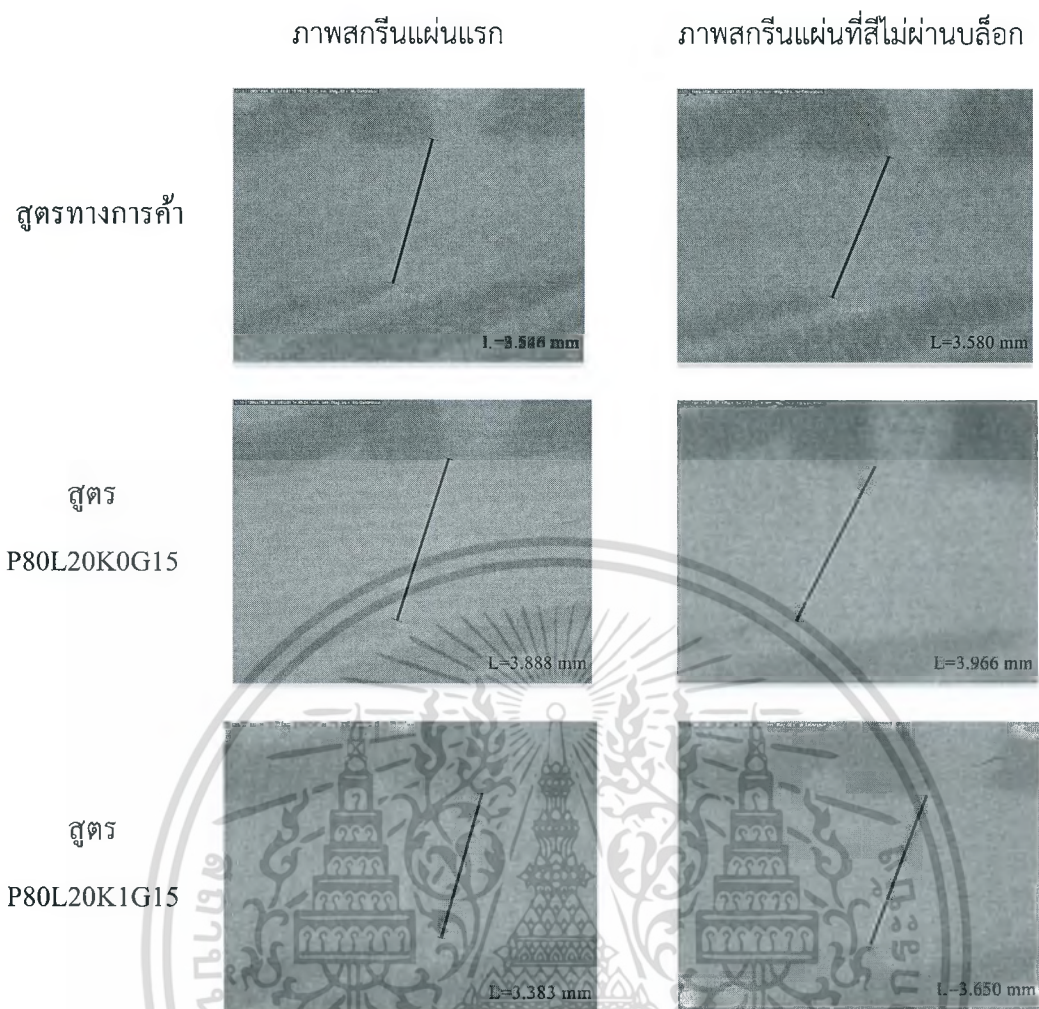 ภาพสกรีนแผ่นแรก
ภาพสกรีนแผ่นที่สีไม่ผ่านบล็อก
สูตรทางการค้า
mm
L=3.580 mm
สูตร
P80L20K0G15
L=3.888 mm
L=3.966 mm
สูตร
P80L20K1G15
L=3.383 mm
L=3.650 mm